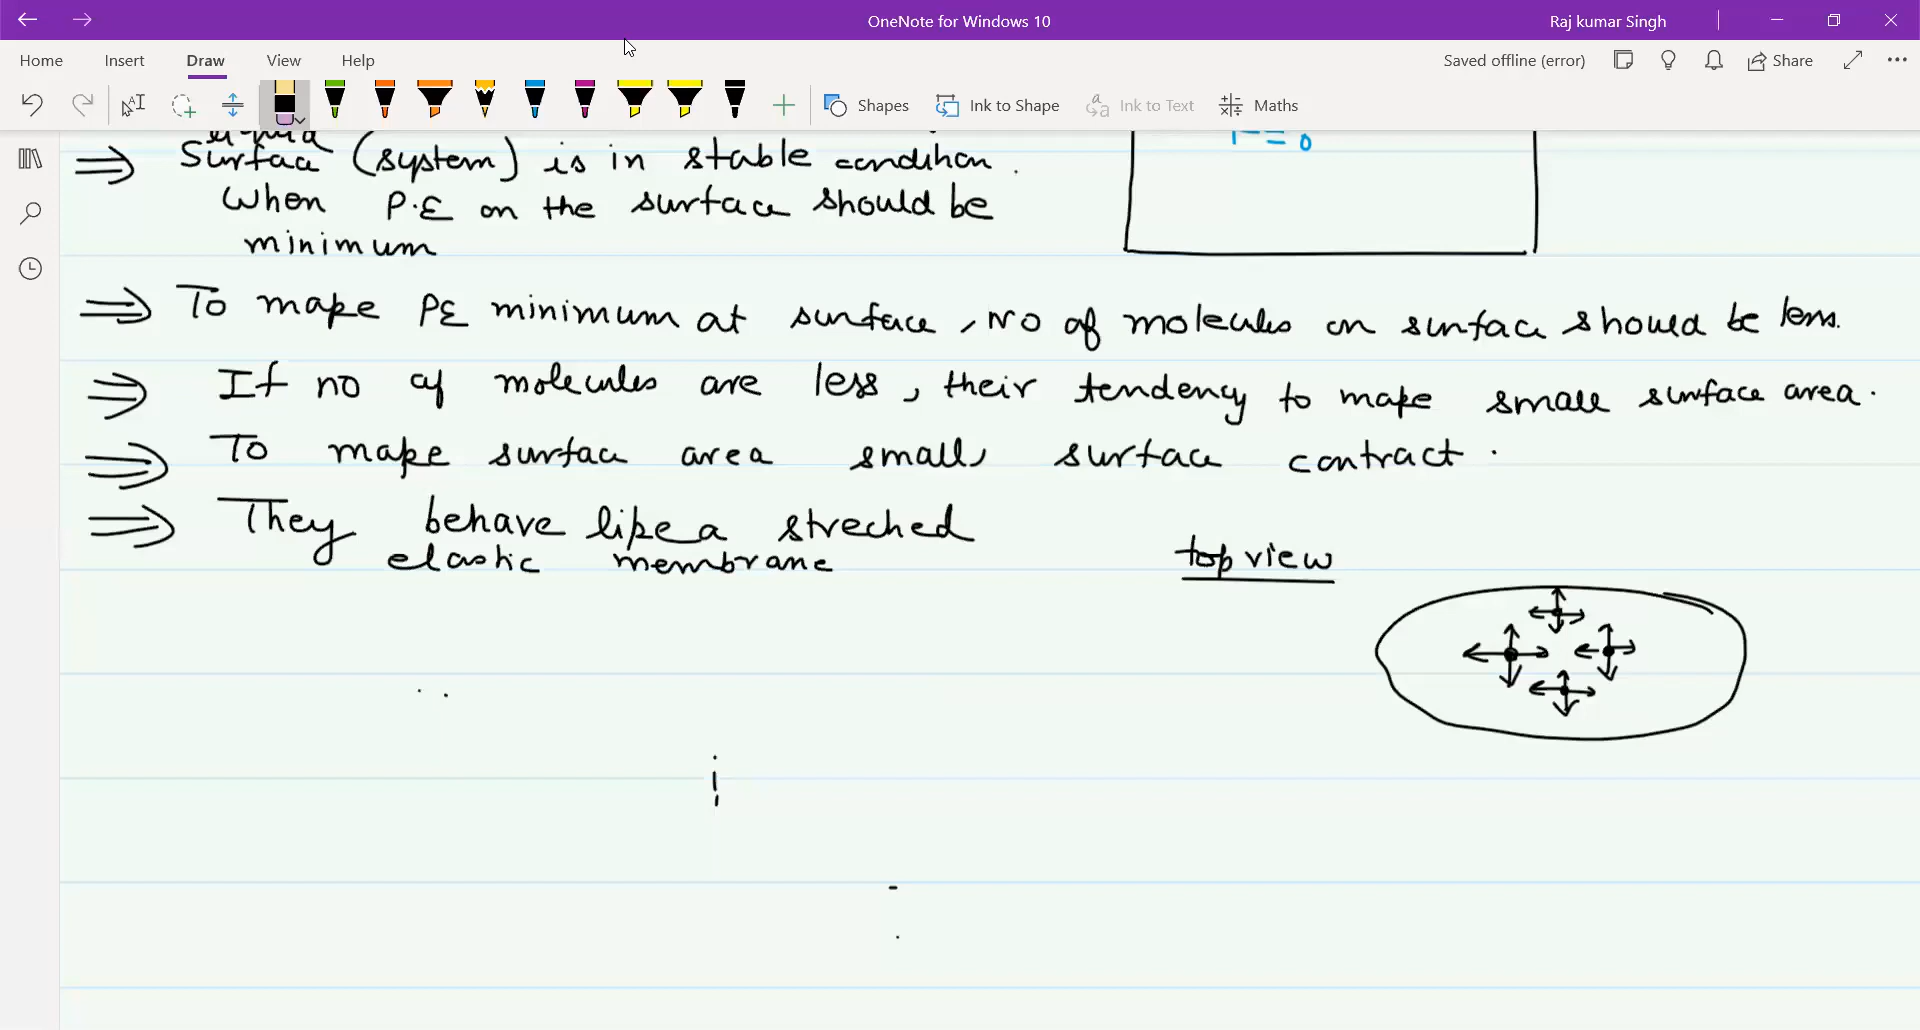 OneNote for Windows 10
Raj kumar Singh
Home Insert Draw View Help
Saved offline (error) Share
Shapes Ink to Shape Ink to Text Maths
liquid
⇒ Surface (system) is in stable condition.
When P.E on the surface should be
minimum
F = 0
⇒ To make PE minimum at surface, No of molecules on surface should be less.
⇒ If no of molecules are less, their tendency to make small surface area.
⇒ To make surface area small, surface contract.
⇒ They behave like a streched
elastic membrane
top view